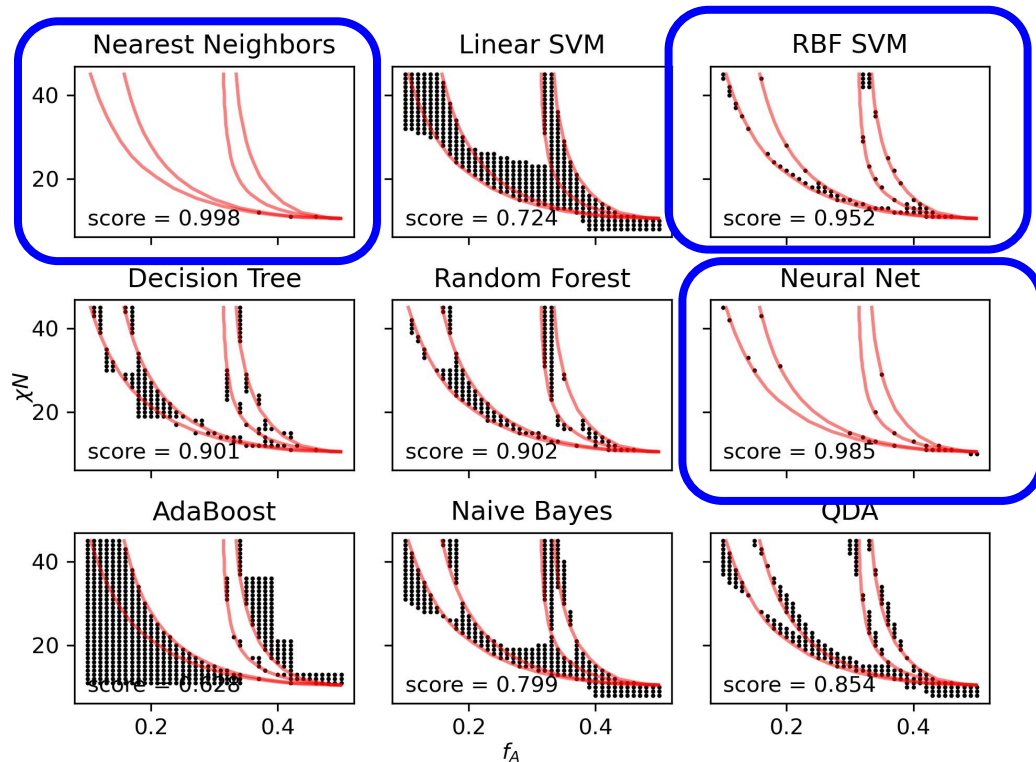 Nearest Neighbors Linear SVM RBF SVM
40
20
score = 0.998 score = 0.724 score = 0.952
Decision Tree Random Forest Neural Net
40
χN
20
score = 0.901 score = 0.902 score = 0.985
AdaBoost Naive Bayes QDA
40
20
score = 0.628 score = 0.799 score = 0.854
0.2 0.4 0.2 0.4 0.2 0.4
f_A